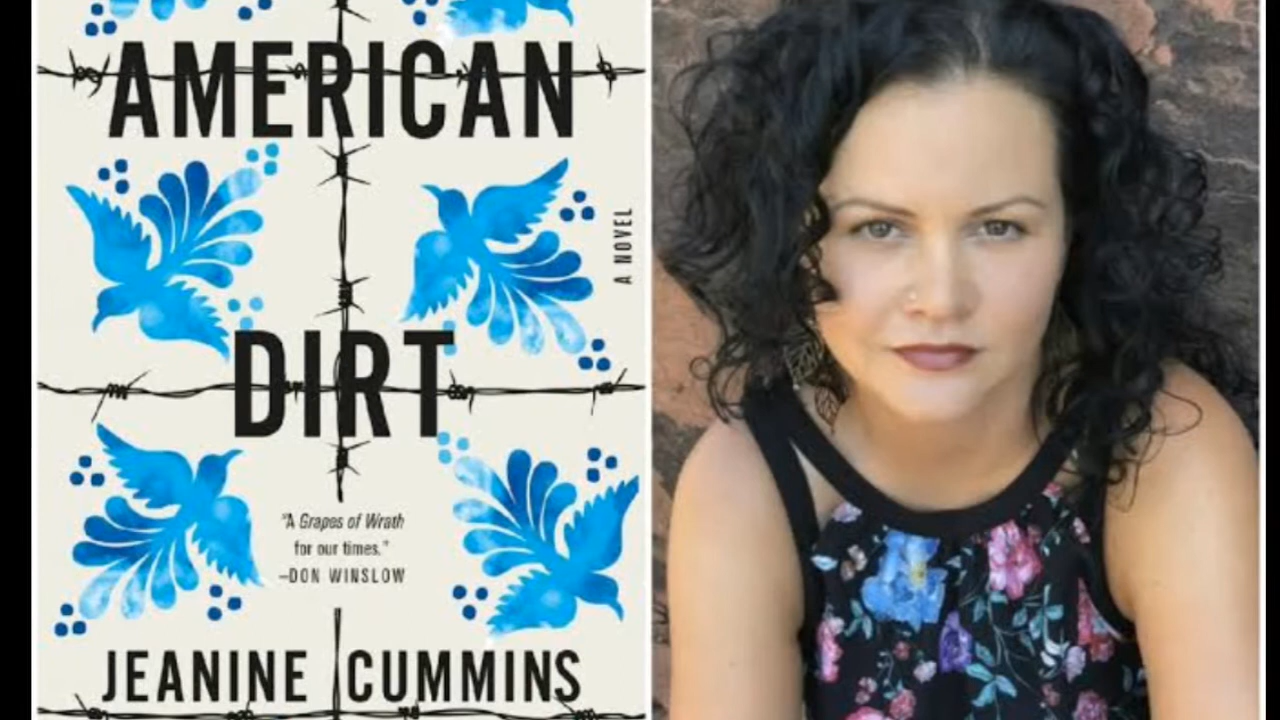 AMERICAN
A NOVEL
DIRT
"A Grapes of Wrath
for our times."
–DON WINSLOW
JEANINE CUMMINS